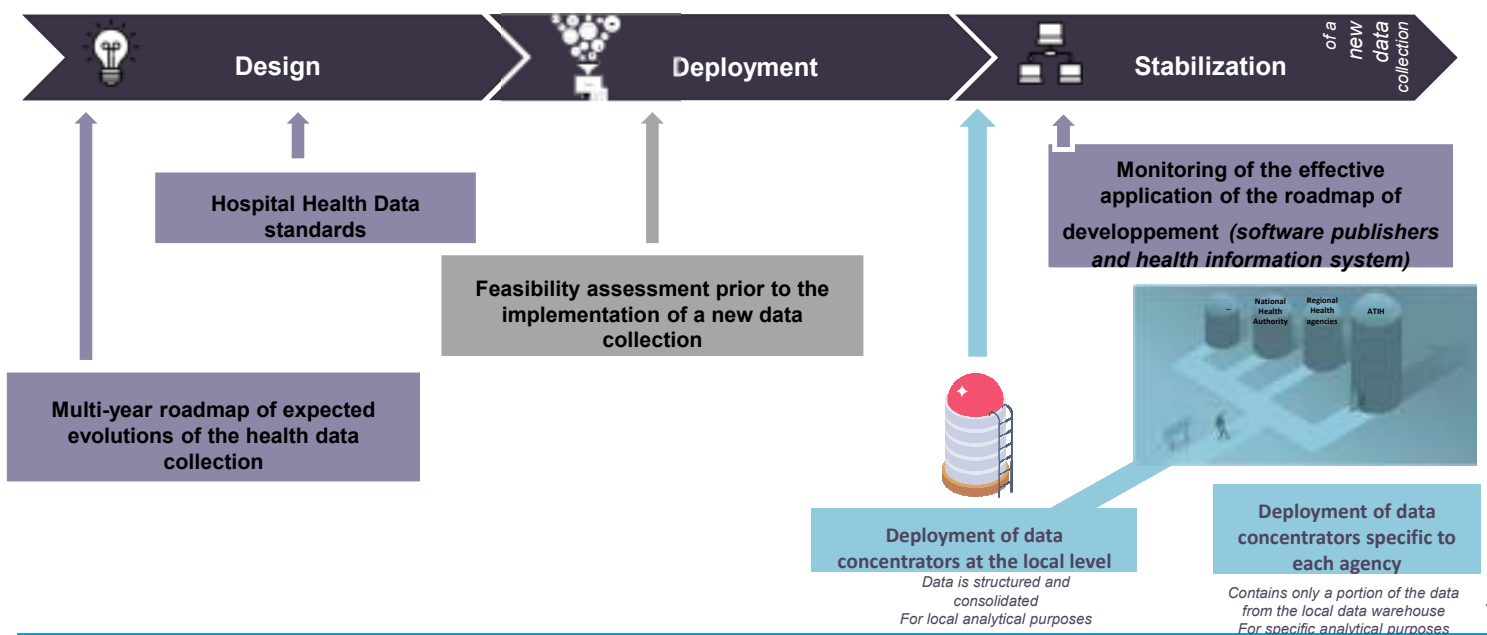 Design
Deployment
Stabilization
of a
new
data
collection
Hospital Health Data
standards
Monitoring of the effective
application of the roadmap of
developpement (software publishers
and health information system)
Feasibility assessment prior to the
implementation of a new data
collection
Multi-year roadmap of expected
evolutions of the health data
collection
...
National
Health
Authority
Regional
Health
agencies
ATIH
Deployment of data
concentrators at the local level
Data is structured and
consolidated
For local analytical purposes
Deployment of data
concentrators specific to
each agency
Contains only a portion of the data
from the local data warehouse
For specific analytical purposes